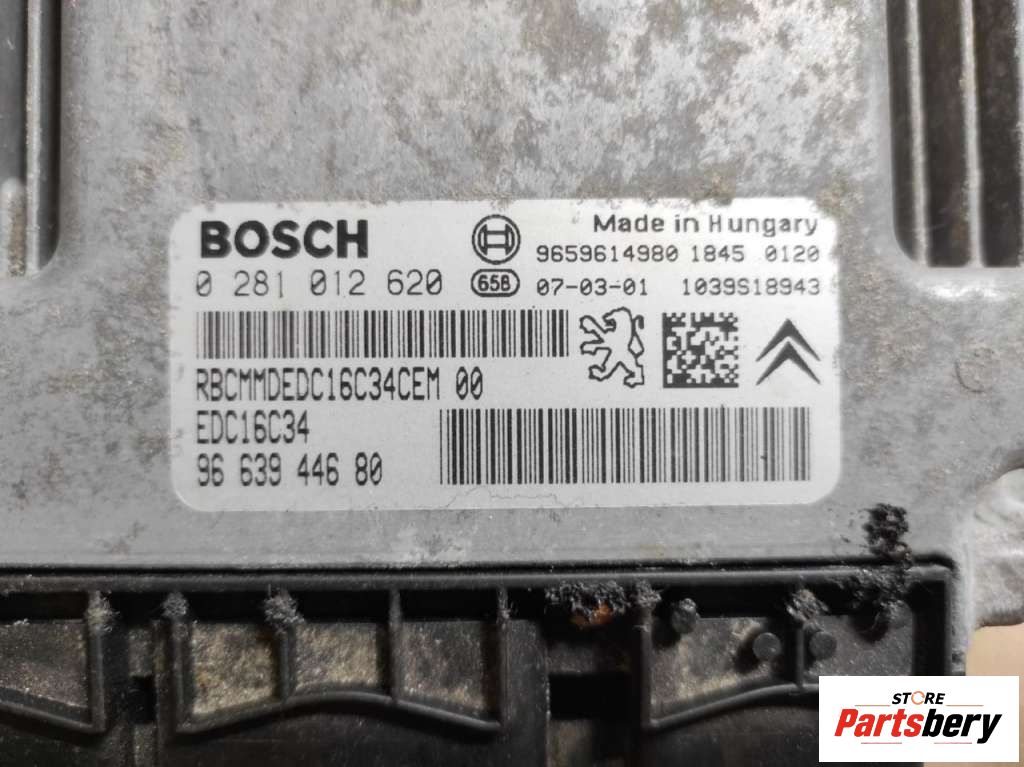 BOSCH
Made in Hungary
9659614980 1845 0120
0 281 012 620
65B
07-03-01 1039S18943
RBCMMDEDC16C34CEM 00
EDC16C34
96 639 446 80
STORE
Partsbery